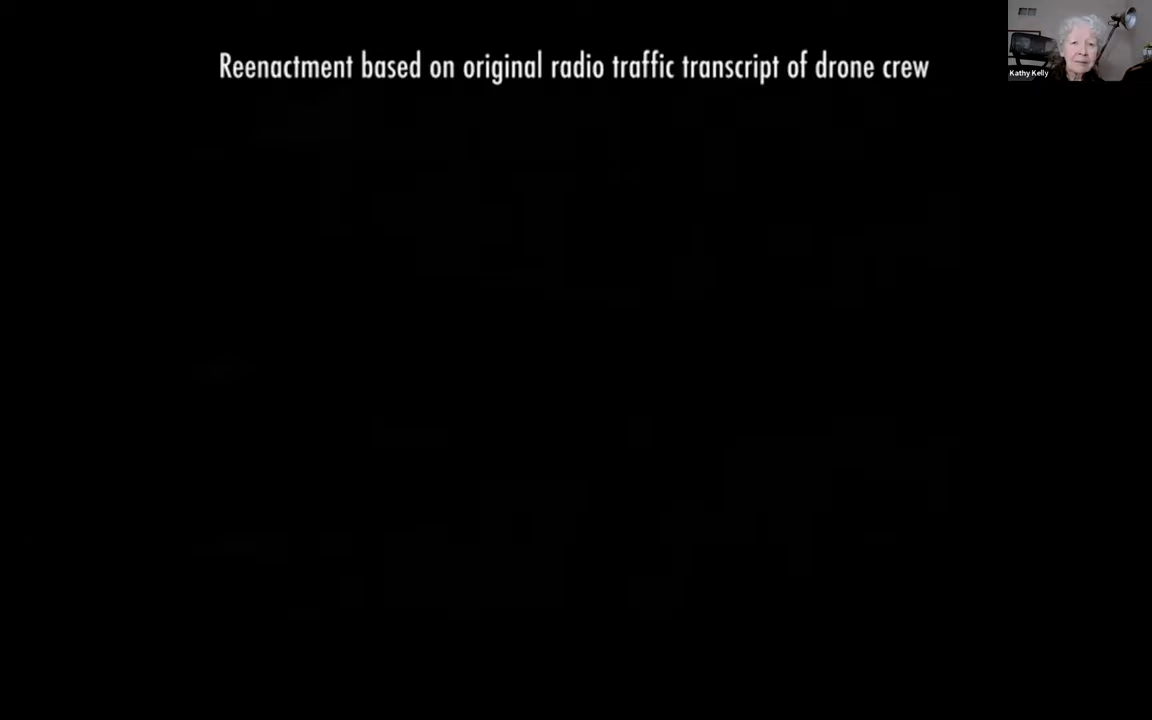 Reenactment based on original radio traffic transcript of drone crew
Kathy Kelly